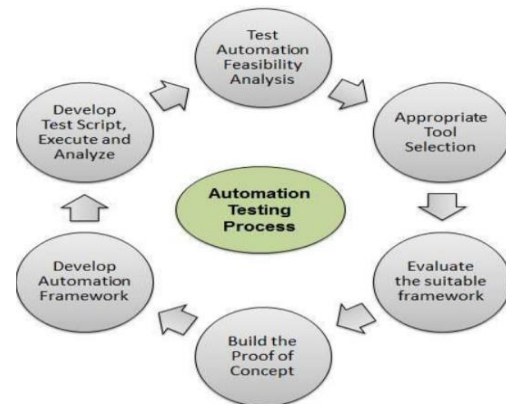 Test
Automation
Feasibility
Analysis
Appropriate
Tool
Selection
Evaluate
the suitable
framework
Build the
Proof of
Concept
Develop
Automation
Framework
Develop
Test Script,
Execute and
Analyze
Automation
Testing
Process